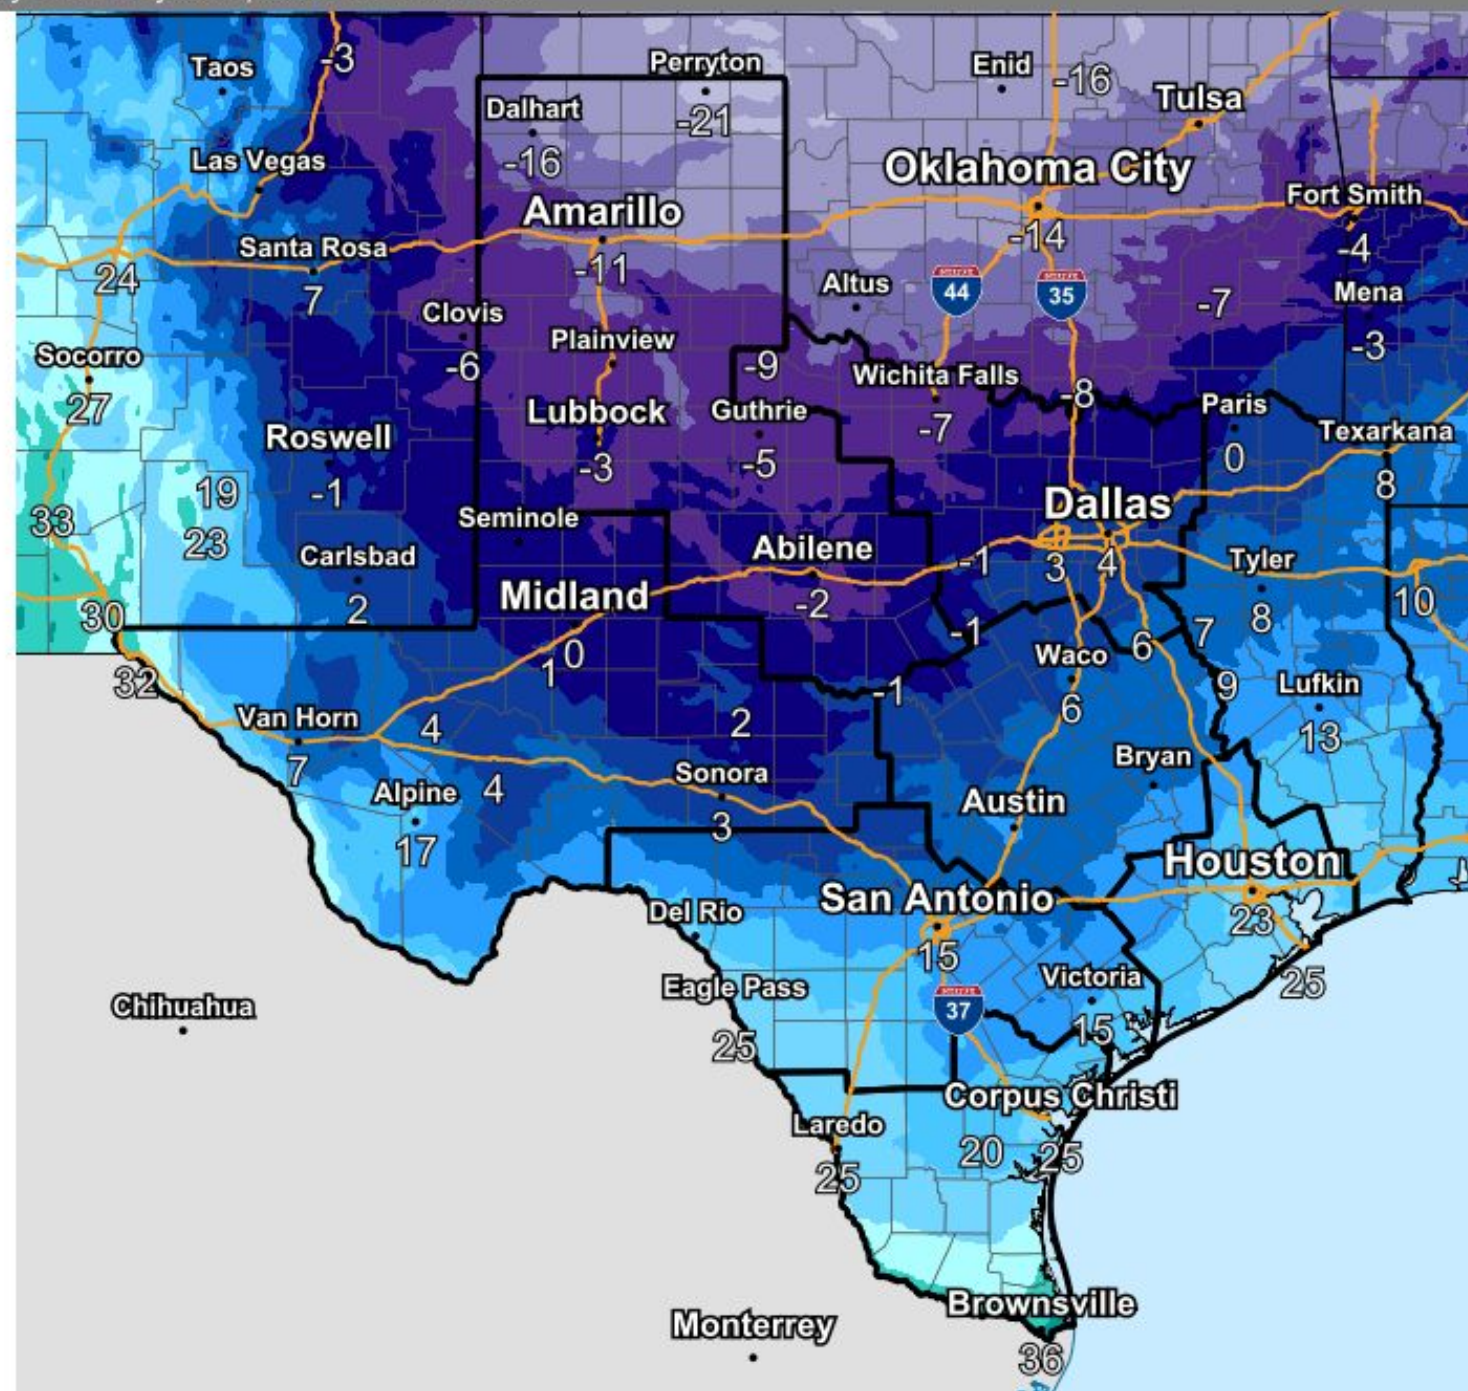 -3
Taos
Perryton
Enid
-16
Dalhart
-21
Tulsa
-16
Las Vegas
Oklahoma City
Amarillo
Fort Smith
Santa Rosa
-14
-4
24
-11
7
Altus
44
35
-7
Mena
Clovis
Plainview
-3
Socorro
-6
-9
Wichita Falls
27
-8
Lubbock
Guthrie
-7
Paris
Roswell
Texarkana
-3
-5
0
19
-1
8
33
Seminole
Dallas
23
Carlsbad
Abilene
-1
3
4
Tyler
30
2
Midland
-2
10
8
-1
7
6
0
Waco
1
32
-1
9
Lufkin
Van Horn
4
2
6
13
7
Sonora
Bryan
Alpine
4
Austin
3
17
Houston
San Antonio
Del Rio
23
15
Eagle Pass
Victoria
25
Chihuahua
37
25
15
Corpus Christi
Laredo
20
25
25
Brownsville
Monterrey
36